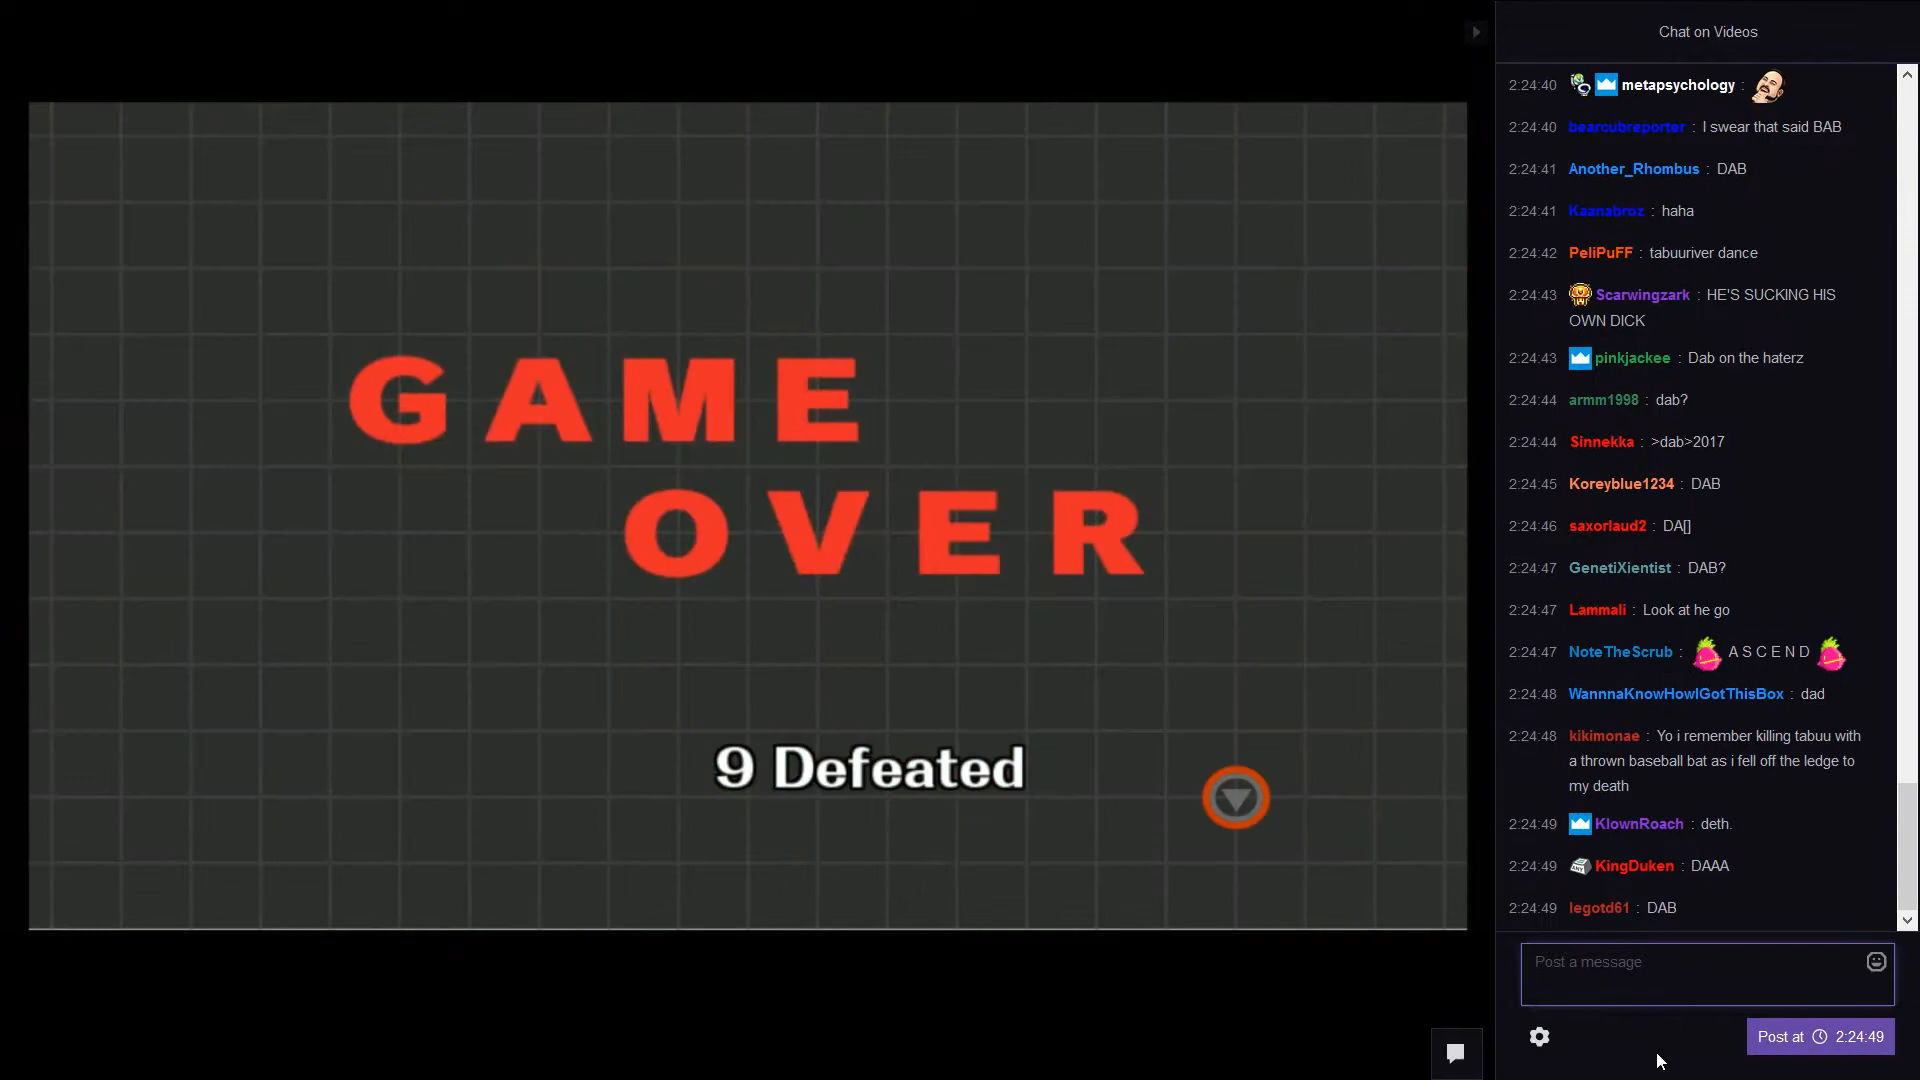 GAME
OVER
9 Defeated
Chat on Videos
2:24:40 metapsychology :
2:24:40 bearcubreporter : I swear that said BAB
2:24:41 Another_Rhombus : DAB
2:24:41 Kaanabroz : haha
2:24:42 PeliPuFF : tabuuriver dance
2:24:43 Scarwingzark : HE'S SUCKING HIS
OWN DICK
2:24:43 pinkjackee : Dab on the haterz
2:24:44 armm1998 : dab?
2:24:44 Sinnekka : >dab>2017
2:24:45 Koreyblue1234 : DAB
2:24:46 saxorlaud2 : DA[]
2:24:47 GenetiXientist : DAB?
2:24:47 Lammali : Look at he go
2:24:47 NoteTheScrub : A S C E N D
2:24:48 WannnaKnowHowIGotThisBox : dad
2:24:48 kikimonae : Yo i remember killing tabuu with
a thrown baseball bat as i fell off the ledge to
my death
2:24:49 KlownRoach : deth.
2:24:49 KingDuken : DAAA
2:24:49 legotd61 : DAB
Post a message
Post at 2:24:49